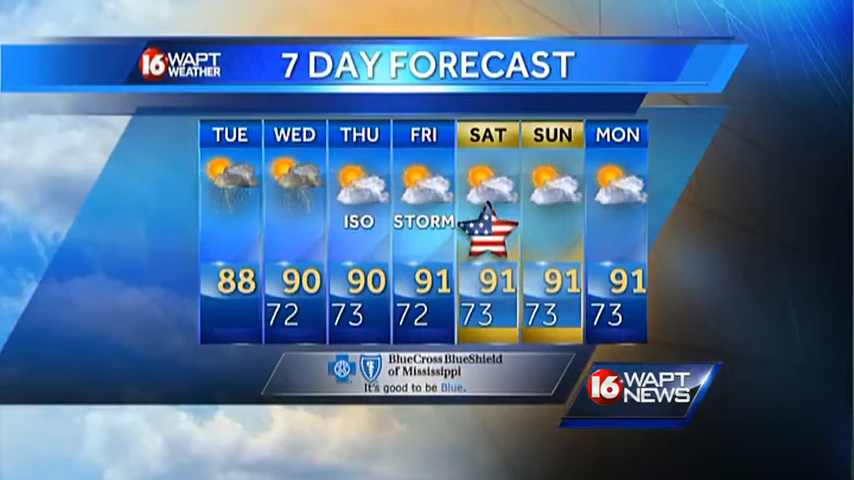 16 WAPT
WEATHER
7 DAY FORECAST
TUE WED THU FRI SAT SUN MON
ISO STORM
88 90 90 91 91 91 91
72 73 72 73 73 73
BlueCross BlueShield
of Mississippi
It's good to be Blue.
16 WAPT
NEWS